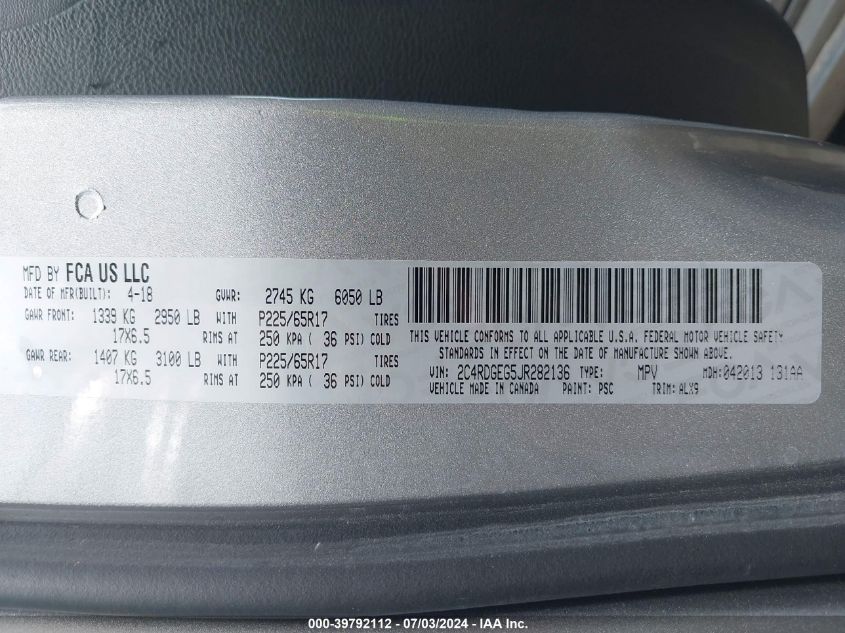 MFD BY FCA US LLC
DATE OF MFR(BUILT): 4-18 GVWR: 2745 KG 6050 LB
GAWR FRONT: 1339 KG 2950 LB WITH P225/65R17 TIRES
17X6.5 RIMS AT 250 KPA ( 36 PSI) COLD
GAWR REAR: 1407 KG 3100 LB WITH P225/65R17 TIRES
17X6.5 RIMS AT 250 KPA ( 36 PSI) COLD
THIS VEHICLE CONFORMS TO ALL APPLICABLE U.S.A. FEDERAL MOTOR VEHICLE SAFETY
STANDARDS IN EFFECT ON THE DATE OF MANUFACTURE SHOWN ABOVE.
VIN: 2C4RDGEG5JR282136 TYPE: MPV MDH:042013 131AA
VEHICLE MADE IN CANADA PAINT: PSC TRIM: ALX9
000-39792112 - 07/03/2024 - IAA Inc.